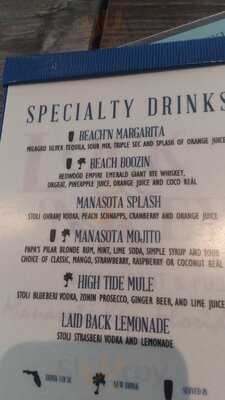 SPECIALTY DRINKS
BEACH'N MARGARITA
MILAGRO SILVER TEQUILA, SOUR MIX, TRIPLE SEC AND SPLASH OF ORANGE JUICE
BEACH BOOZIN
REDWOOD EMPIRE EMERALD GIANT RYE WHISKEY,
ORGEAT, PINEAPPLE JUICE, ORANGE JUICE AND COCO REAL
MANASOTA SPLASH
STOLI OHRANJ VODKA, PEACH SCHNAPPS, CRANBERRY AND ORANGE JUICE
MANASOTA MOJITO
PAPA'S PILAR BLONDE RUM, MINT, LIME SODA, SIMPLE SYRUP AND YOUR
CHOICE OF CLASSIC, MANGO, STRAWBERRY, RASPBERRY OR COCONUT REAL
HIGH TIDE MULE
STOLI BLUEBERI VODKA, ZONIN PROSECCO, GINGER BEER, AND LIME JUICE
LAID BACK LEMONADE
STOLI STRASBERI VODKA AND LEMONADE
DRINK LOCAL
NEW DRINK
SERVED IN